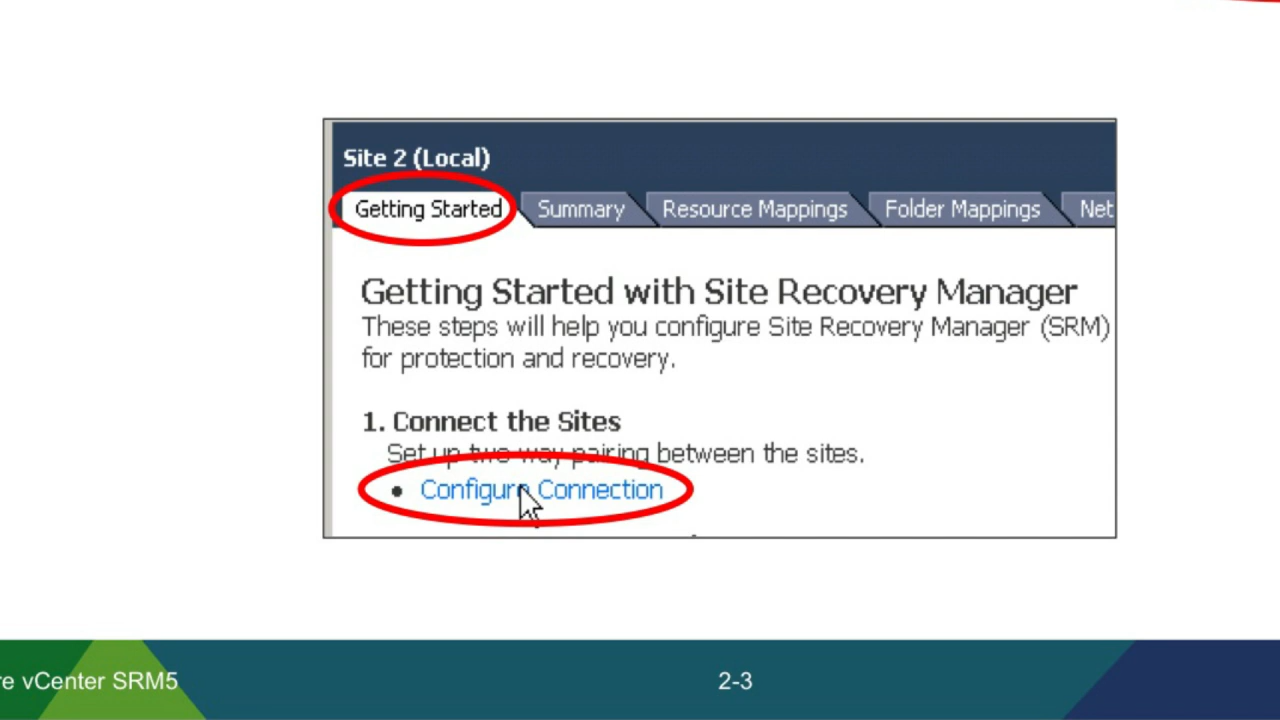 Site 2 (Local)
Getting Started Summary Resource Mappings Folder Mappings Net
Getting Started with Site Recovery Manager
These steps will help you configure Site Recovery Manager (SRM)
for protection and recovery.
1. Connect the Sites
Set up two-way pairing between the sites.
• Configure Connection
re vCenter SRM5
2-3